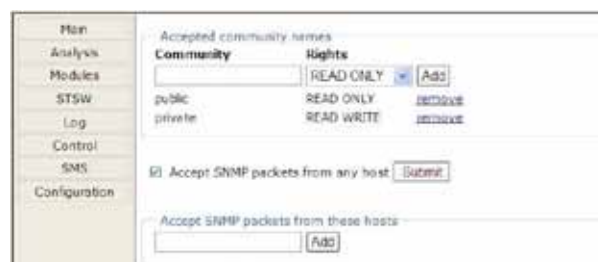 Main
Analysis
Modules
STSW
Log
Control
SMS
Configuration
Accepted community names
Community Rights
READ ONLY Add
public READ ONLY remove
private READ WRITE remove
Accept SNMP packets from any host Submit
Accept SNMP packets from these hosts
Add